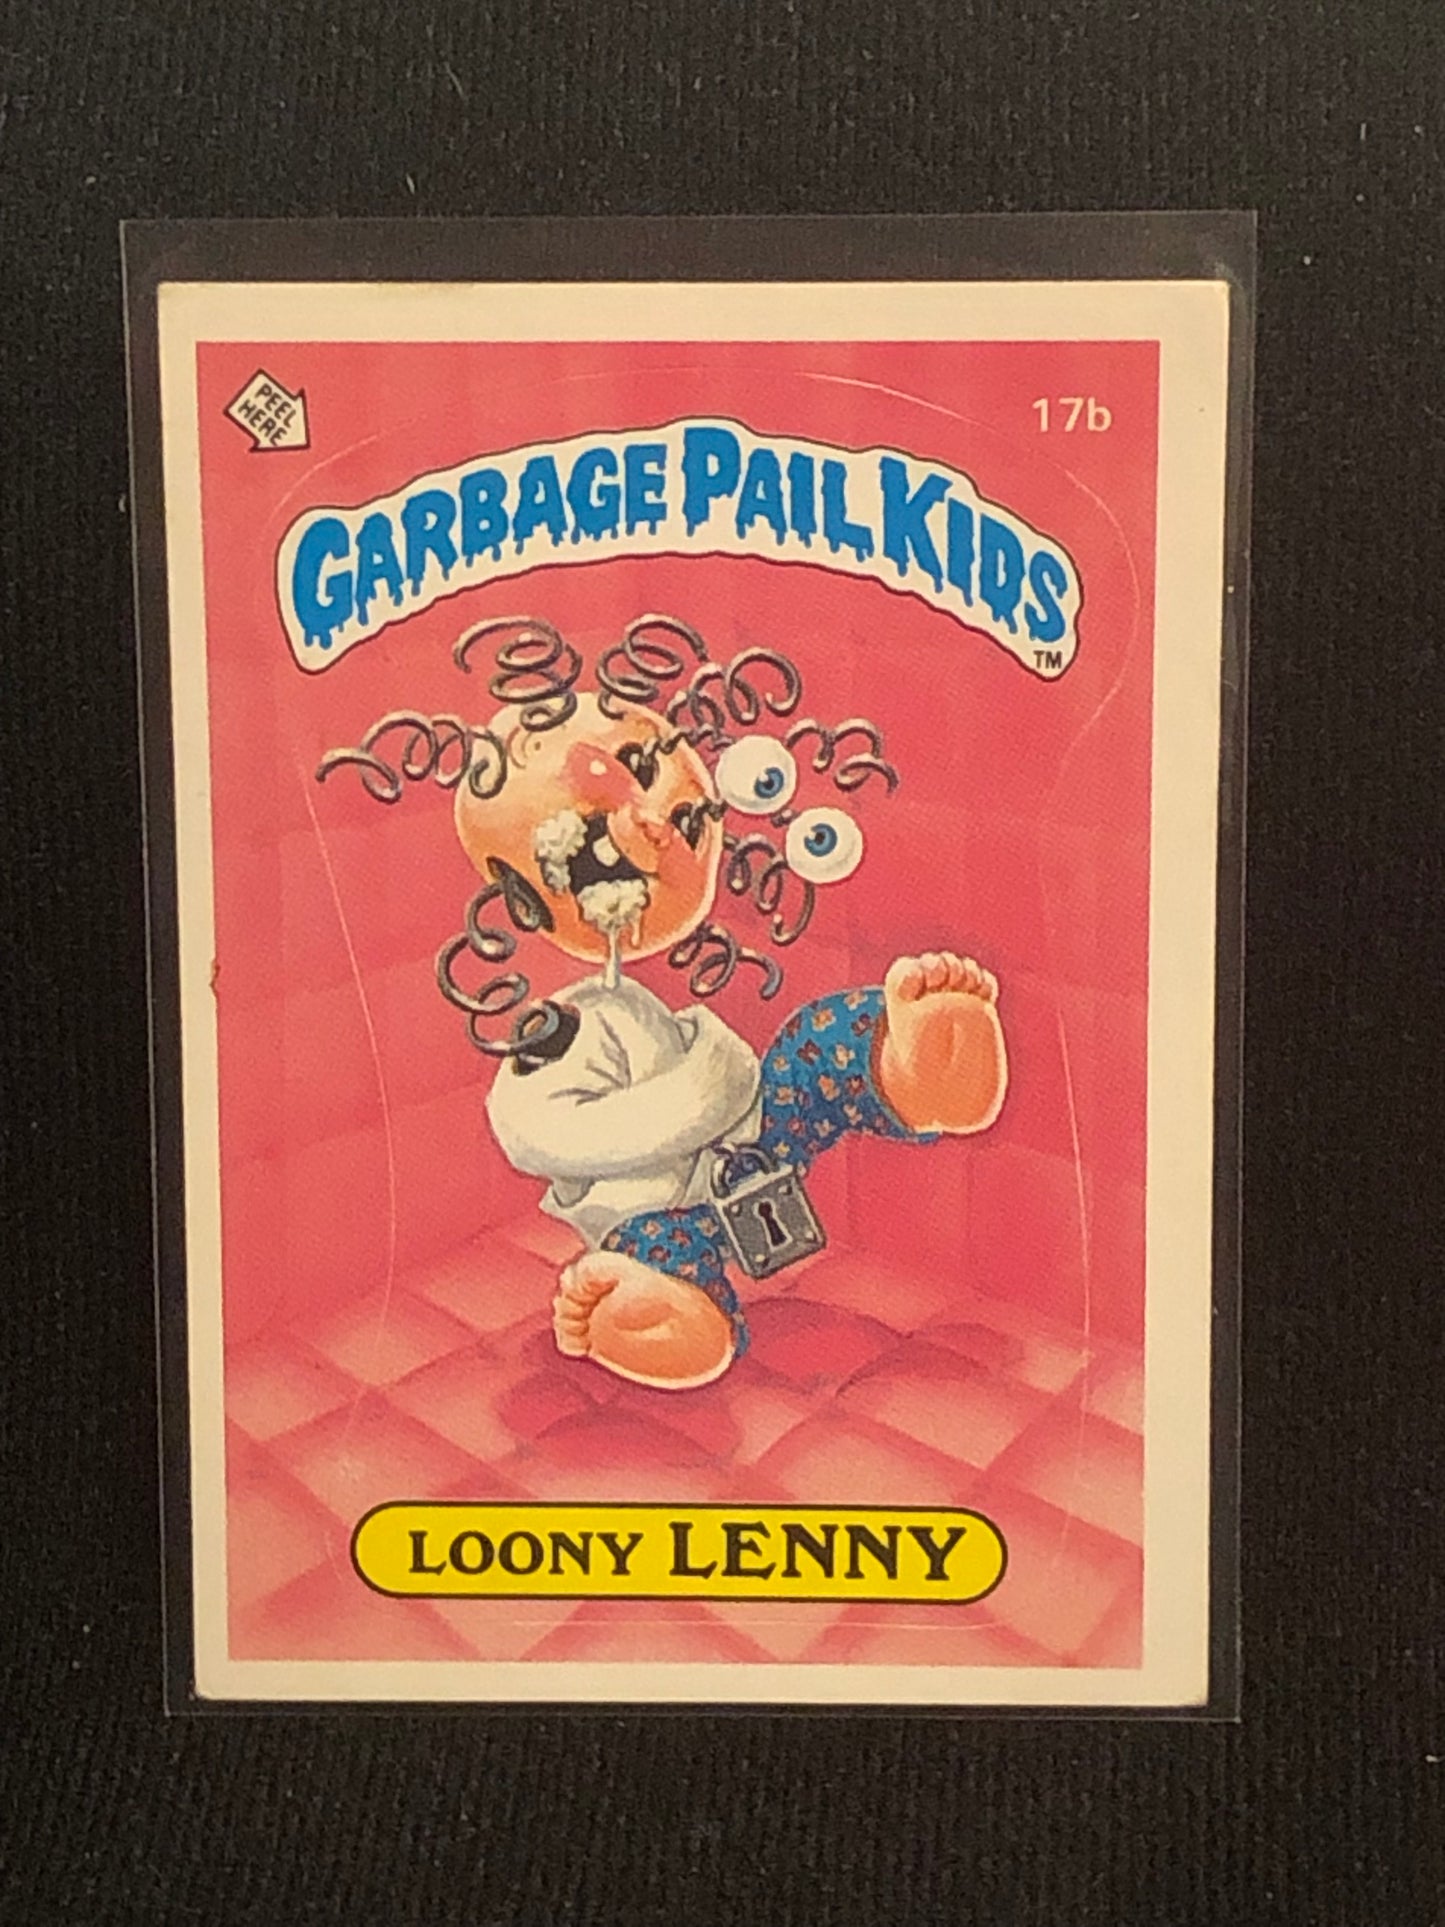 PEEL
HERE
17b
GARBAGE PAIL KIDS
TM
LOONY LENNY